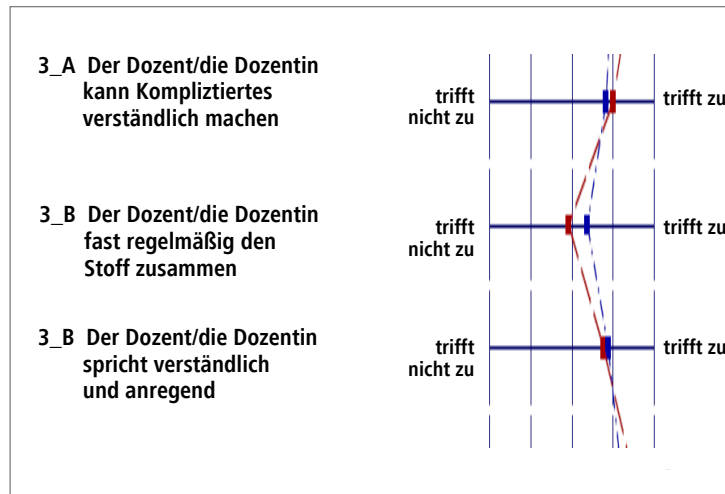 3_A Der Dozent/die Dozentin
kann Kompliztiertes
verständlich machen
trifft
nicht zu
trifft zu
3_B Der Dozent/die Dozentin
fast regelmäßig den
Stoff zusammen
trifft
nicht zu
trifft zu
3_B Der Dozent/die Dozentin
spricht verständlich
und anregend
trifft
nicht zu
trifft zu